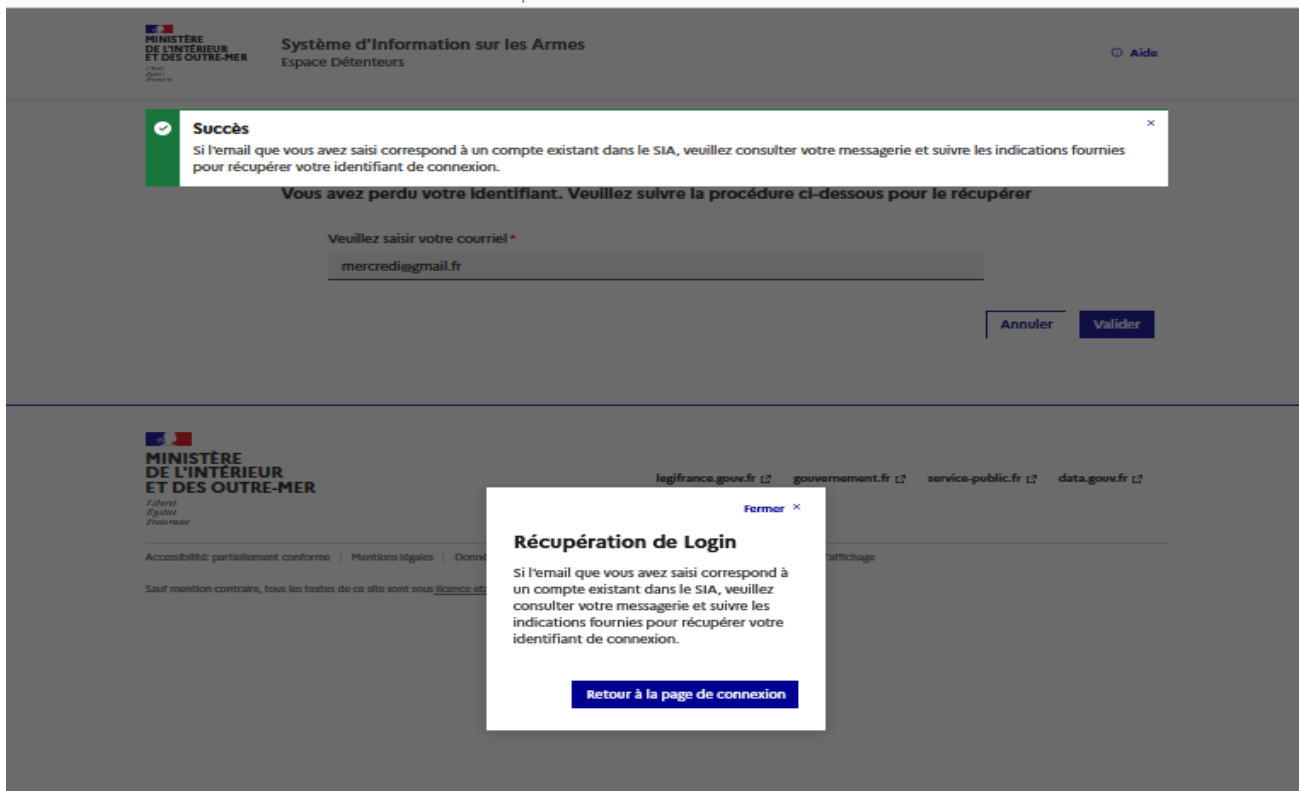 MINISTÈRE
DE L'INTÉRIEUR
ET DES OUTRE-MER
Système d'Information sur les Armes
Espace Détenteurs
Aide
Succès
Si l'email que vous avez saisi correspond à un compte existant dans le SIA, veuillez consulter votre messagerie et suivre les indications fournies
pour récupérer votre identifiant de connexion.
Vous avez perdu votre identifiant. Veuillez suivre la procédure ci-dessous pour le récupérer
Veuillez saisir votre courriel *
mercredi@gmail.fr
Annuler
Valider
MINISTÈRE
DE L'INTÉRIEUR
ET DES OUTRE-MER
Liberté
Égalité
Fraternité
legifrance.gouv.fr gouvernement.fr service-public.fr data.gouv.fr
Fermer ×
Récupération de Login
Si l'email que vous avez saisi correspond à
un compte existant dans le SIA, veuillez
consulter votre messagerie et suivre les
indications fournies pour récupérer votre
identifiant de connexion.
Retour à la page de connexion
Accessibilité: partiellement conforme | Mentions légales | Donné
'affichage
Sauf mention contraire, tous les textes de ce site sont sous licence